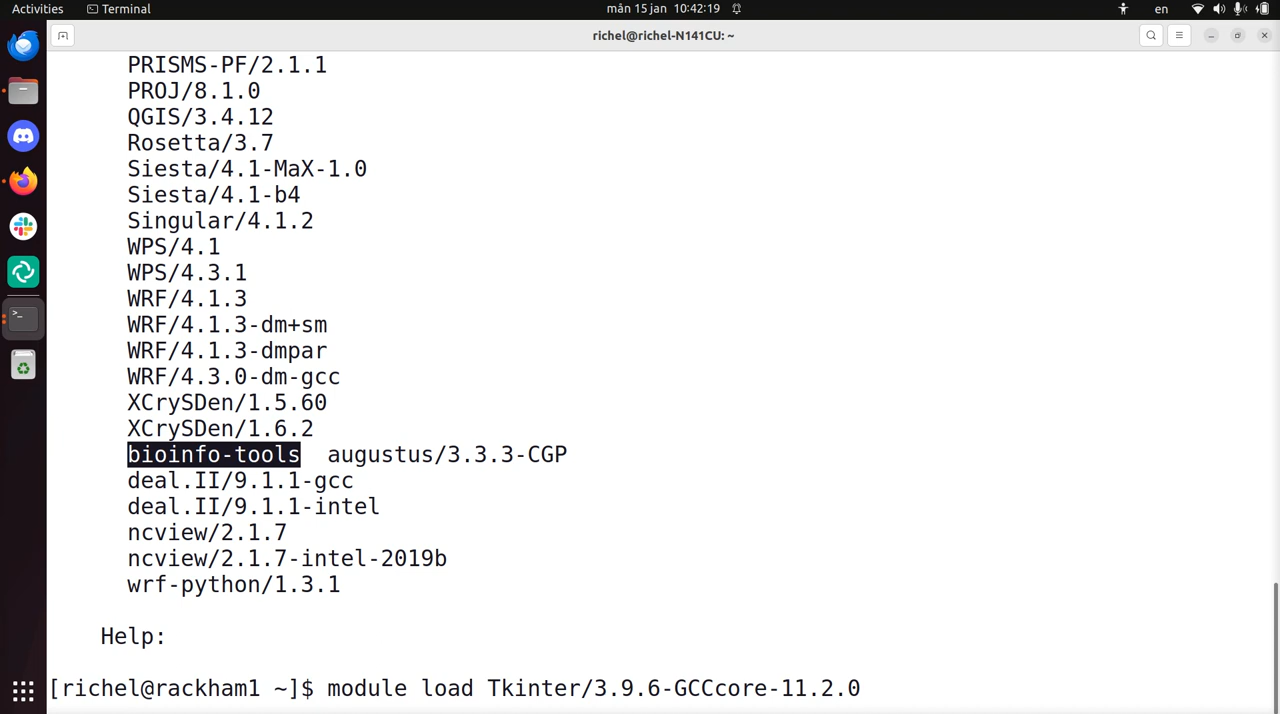 Activities
Terminal
mån 15 jan 10:42:19
en
richel@richel-N141CU: ~
PRISMS-PF/2.1.1
PROJ/8.1.0
QGIS/3.4.12
Rosetta/3.7
Siesta/4.1-MaX-1.0
Siesta/4.1-b4
Singular/4.1.2
WPS/4.1
WPS/4.3.1
WRF/4.1.3
WRF/4.1.3-dm+sm
WRF/4.1.3-dmpar
WRF/4.3.0-dm-gcc
XCrySDen/1.5.60
XCrySDen/1.6.2
bioinfo-tools  augustus/3.3.3-CGP
deal.II/9.1.1-gcc
deal.II/9.1.1-intel
ncview/2.1.7
ncview/2.1.7-intel-2019b
wrf-python/1.3.1
Help:
[richel@rackham1 ~]$ module load Tkinter/3.9.6-GCCcore-11.2.0